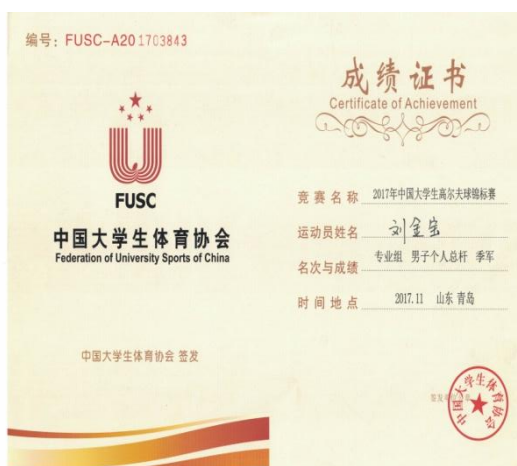 编号：FUSC-A201703843
FUSC
中国大学生体育协会
Federation of University Sports of China
中国大学生体育协会 签发
成绩证书
Certificate of Achievement
竞赛名称 2017年中国大学生高尔夫球锦标赛
运动员姓名 刘金宝
名次与成绩 专业组 男子个人总杆 季军
时间地点 2017.11 山东 青岛
中国大学生体育协会